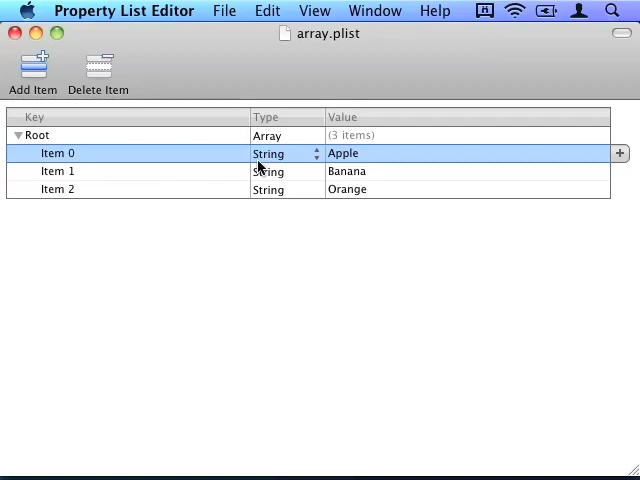 Property List Editor File Edit View Window Help
array.plist
Add Item Delete Item
Key Type Value
Root Array (3 items)
Item 0 String Apple +
Item 1 String Banana
Item 2 String Orange